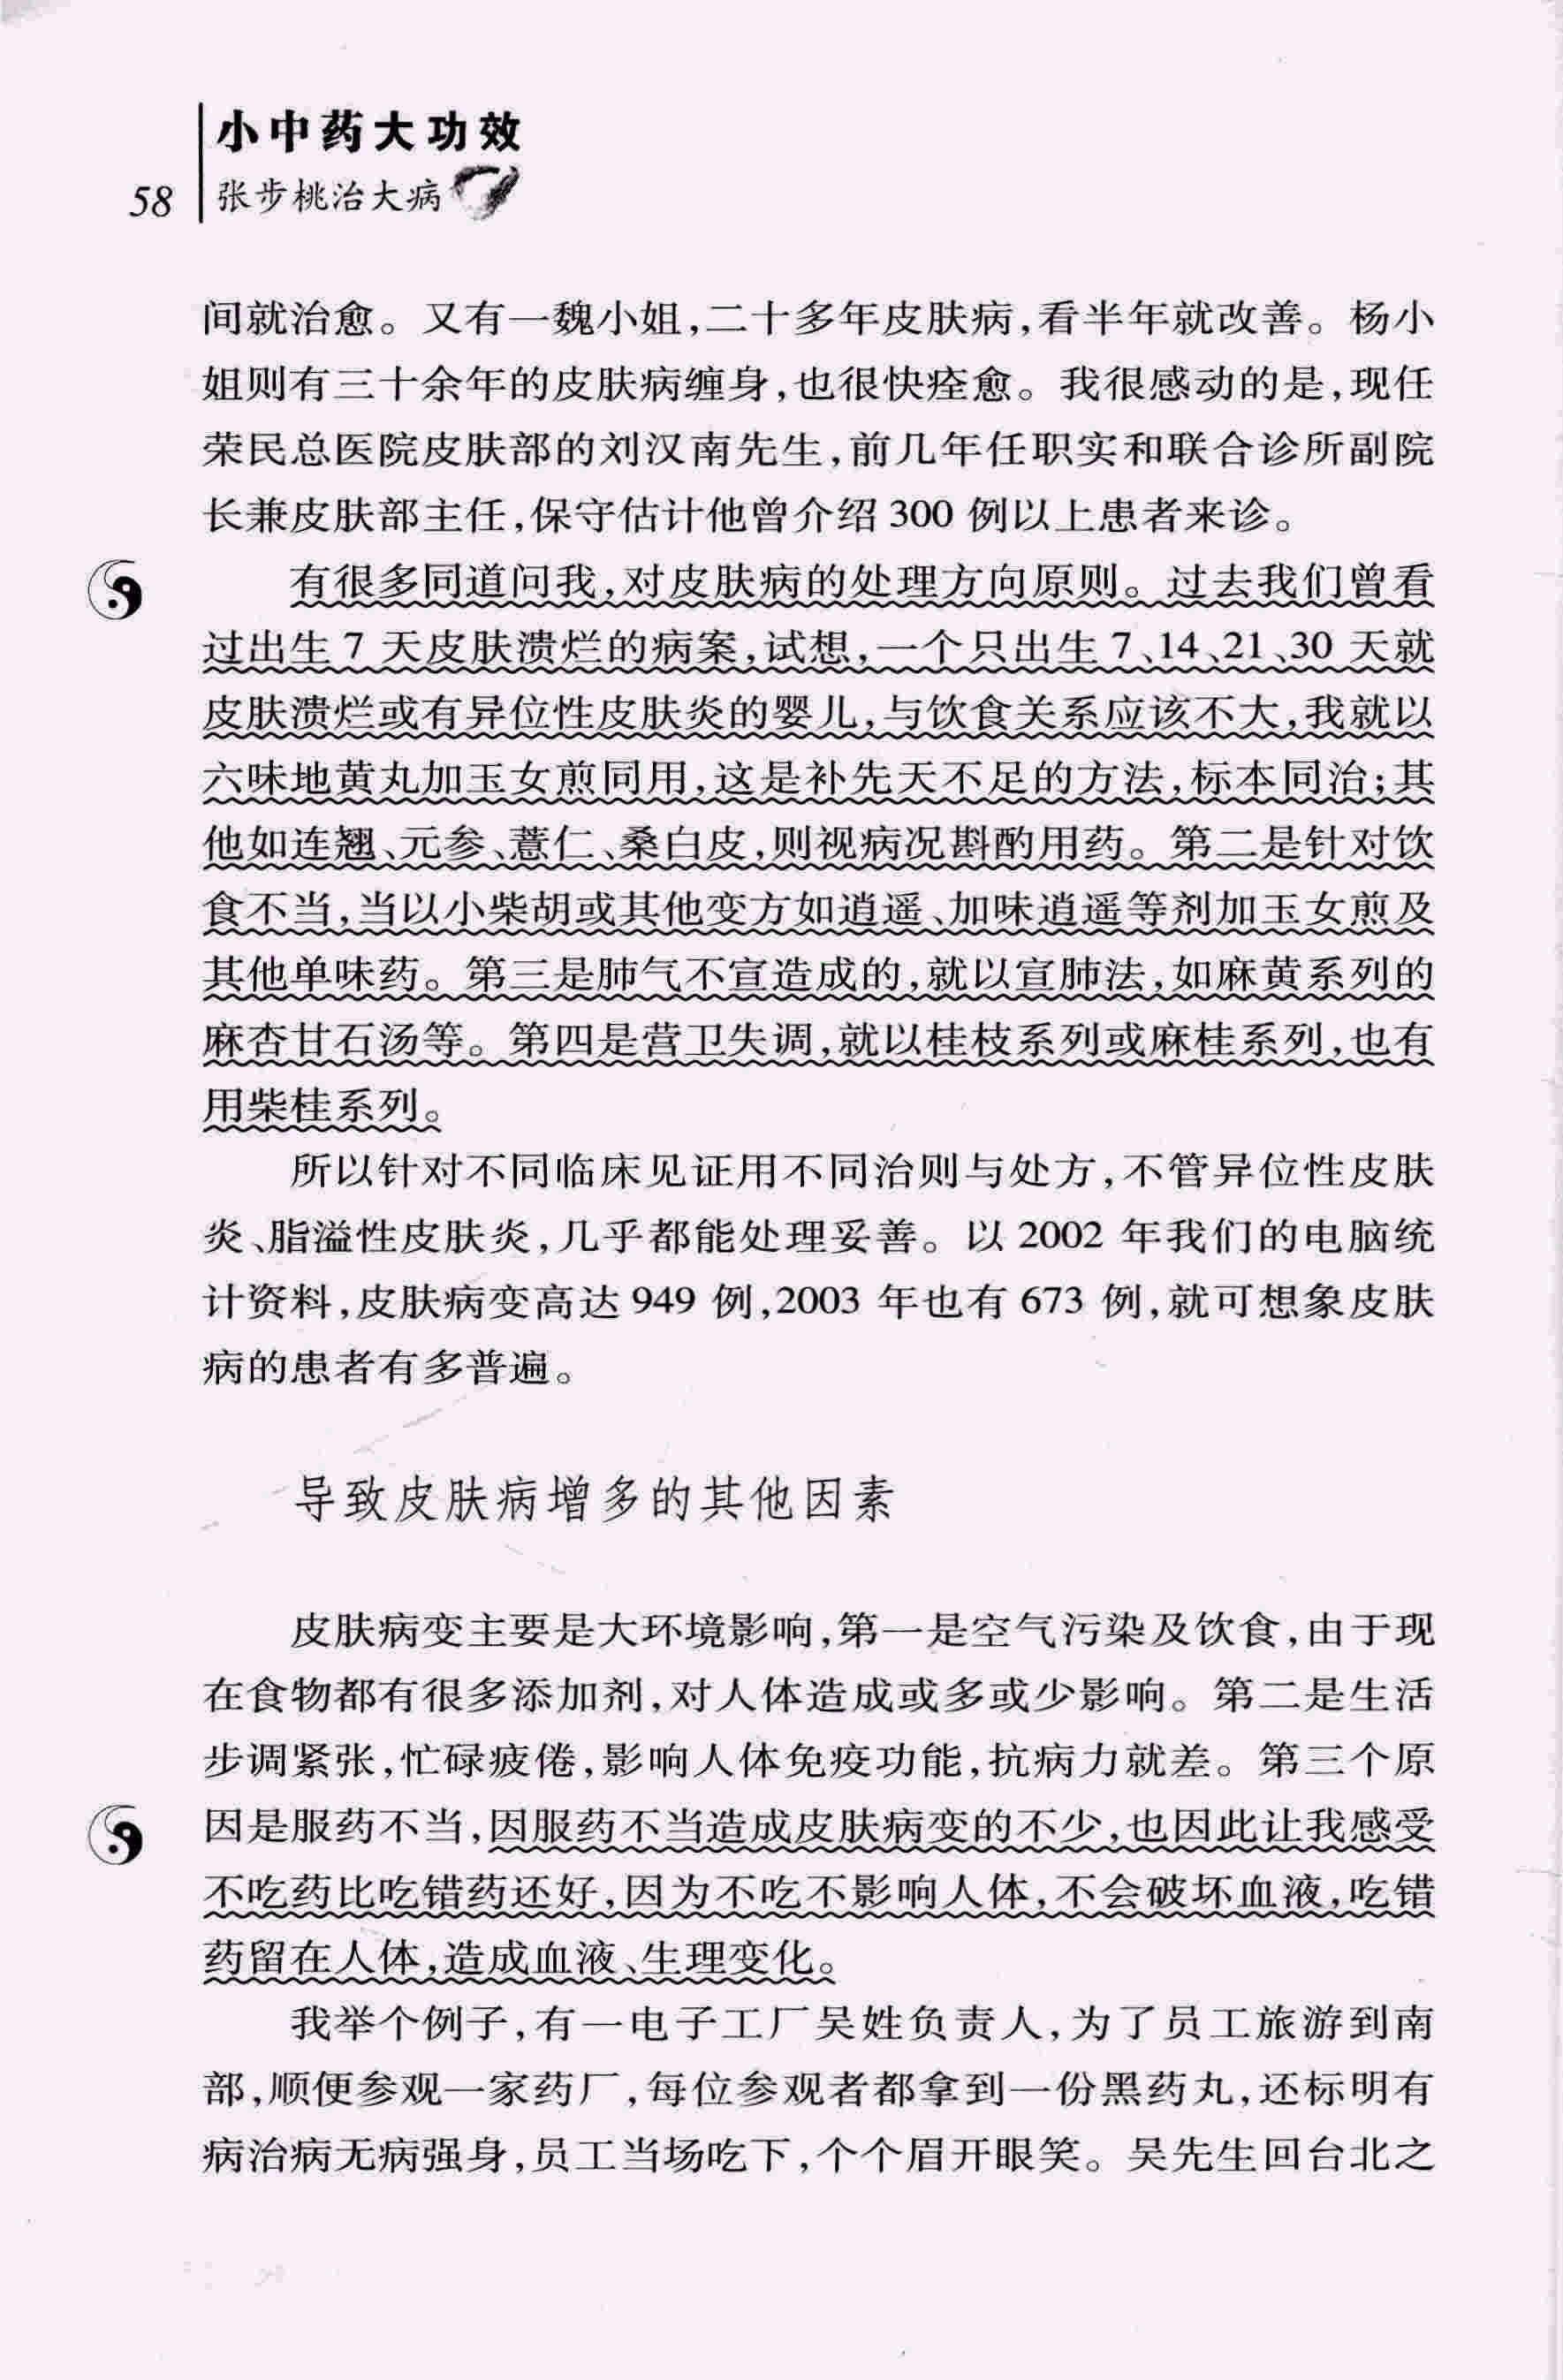 小中药大功效
58
张步桃治大病
间就治愈。又有一魏小姐,二十多年皮肤病,看半年就改善。杨小
姐则有三十余年的皮肤病缠身,也很快痊愈。我很感动的是,现任
荣民总医院皮肤部的刘汉南先生,前几年任职实和联合诊所副院
长兼皮肤部主任,保守估计他曾介绍 300 例以上患者来诊。
有很多同道问我,对皮肤病的处理方向原则。过去我们曾看
过出生 7 天皮肤溃烂的病案,试想,一个只出生 7、14、21、30 天就
皮肤溃烂或有异位性皮肤炎的婴儿,与饮食关系应该不大,我就以
六味地黄丸加玉女煎同用,这是补先天不足的方法,标本同治;其
他如连翘、元参、薏仁、桑白皮,则视病况斟酌用药。第二是针对饮
食不当,当以小柴胡或其他变方如逍遥、加味逍遥等剂加玉女煎及
其他单味药。第三是肺气不宣造成的,就以宣肺法,如麻黄系列的
麻杏甘石汤等。第四是营卫失调,就以桂枝系列或麻桂系列,也有
用柴桂系列。
所以针对不同临床见证用不同治则与处方,不管异位性皮肤
炎、脂溢性皮肤炎,几乎都能处理妥善。以 2002 年我们的电脑统
计资料,皮肤病变高达 949 例,2003 年也有 673 例,就可想象皮肤
病的患者有多普遍。
导致皮肤病增多的其他因素
皮肤病变主要是大环境影响,第一是空气污染及饮食,由于现
在食物都有很多添加剂,对人体造成或多或少影响。第二是生活
步调紧张,忙碌疲倦,影响人体免疫功能,抗病力就差。第三个原
因是服药不当,因服药不当造成皮肤病变的不少,也因此让我感受
不吃药比吃错药还好,因为不吃不影响人体,不会破坏血液,吃错
药留在人体,造成血液、生理变化。
我举个例子,有一电子工厂吴姓负责人,为了员工旅游到南
部,顺便参观一家药厂,每位参观者都拿到一份黑药丸,还标明有
病治病无病强身,员工当场吃下,个个眉开眼笑。吴先生回台北之